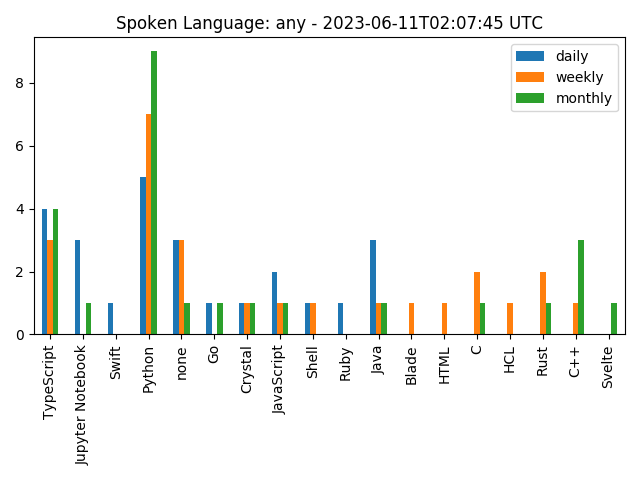 Spoken Language: any - 2023-06-11T02:07:45 UTC
daily
weekly
monthly
8
6
4
2
0
TypeScript
Jupyter Notebook
Swift
Python
none
Go
Crystal
JavaScript
Shell
Ruby
Java
Blade
HTML
C
HCL
Rust
C++
Svelte